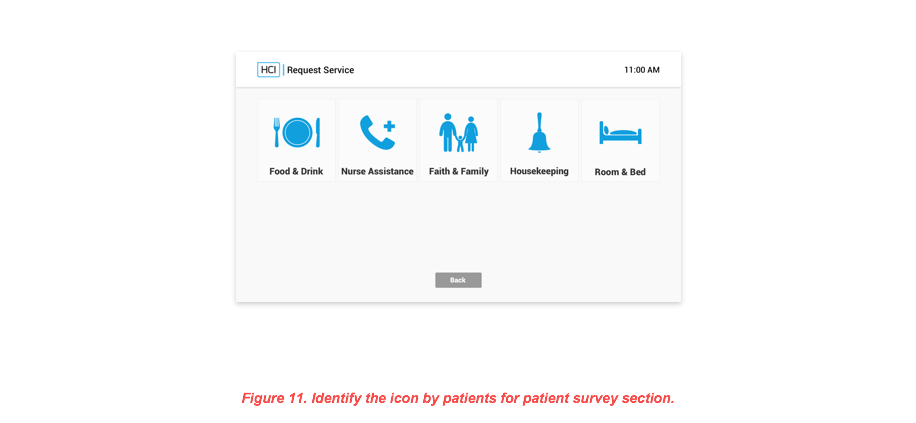 HCI Request Service 11:00 AM
Food & Drink Nurse Assistance Faith & Family Housekeeping Room & Bed
Back
Figure 11. Identify the icon by patients for patient survey section.